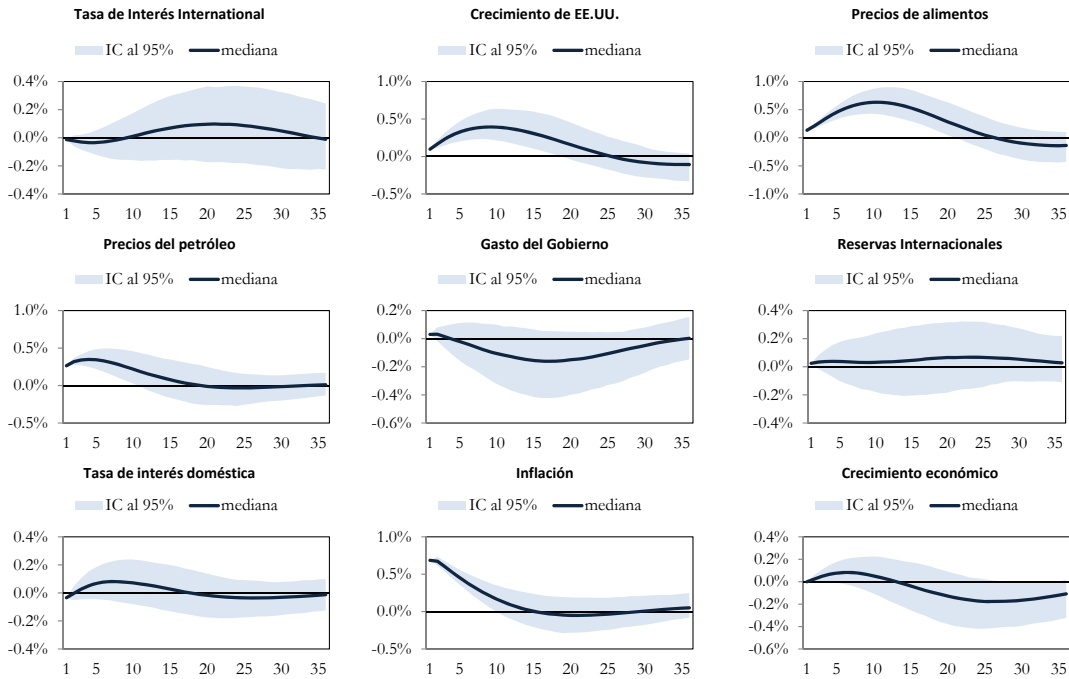 Tasa de Interés International
IC al 95% mediana
0.4%
0.2%
0.0%
-0.2%
-0.4%
1 5 10 15 20 25 30 35
Crecimiento de EE.UU.
IC al 95% mediana
1.0%
0.5%
0.0%
-0.5%
1 5 10 15 20 25 30 35
Precios de alimentos
IC al 95% mediana
1.0%
0.5%
0.0%
-0.5%
-1.0%
1 5 10 15 20 25 30 35
Precios del petróleo
IC al 95% mediana
1.0%
0.5%
0.0%
-0.5%
1 5 10 15 20 25 30 35
Gasto del Gobierno
IC al 95% mediana
0.2%
0.0%
-0.2%
-0.4%
-0.6%
1 5 10 15 20 25 30 35
Reservas Internacionales
IC al 95% mediana
0.4%
0.2%
0.0%
-0.2%
-0.4%
1 5 10 15 20 25 30 35
Tasa de interés doméstica
IC al 95% mediana
0.4%
0.2%
0.0%
-0.2%
-0.4%
1 5 10 15 20 25 30 35
Inflación
IC al 95% mediana
1.0%
0.5%
0.0%
-0.5%
1 5 10 15 20 25 30 35
Crecimiento económico
IC al 95% mediana
0.4%
0.2%
0.0%
-0.2%
-0.4%
-0.6%
1 5 10 15 20 25 30 35